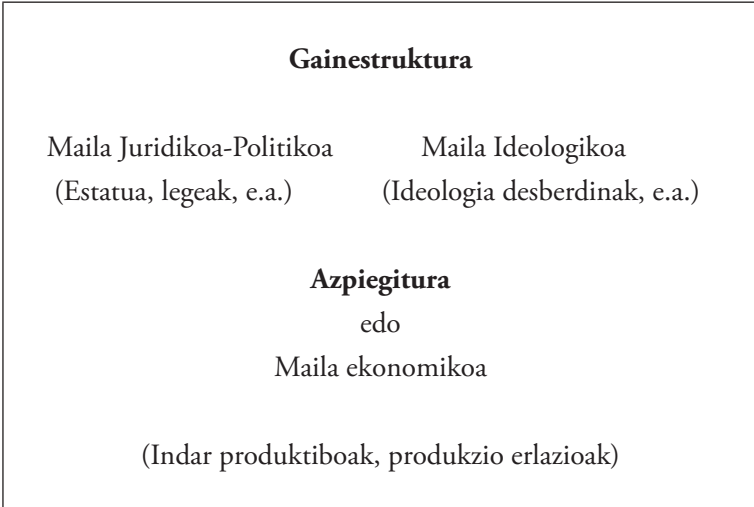 Gainestruktura
Maila Juridikoa-Politikoa Maila Ideologikoa
(Estatua, legeak, e.a.) (Ideologia desberdinak, e.a.)
Azpiegitura
edo
Maila ekonomikoa
(Indar produktiboak, produkzio erlazioak)